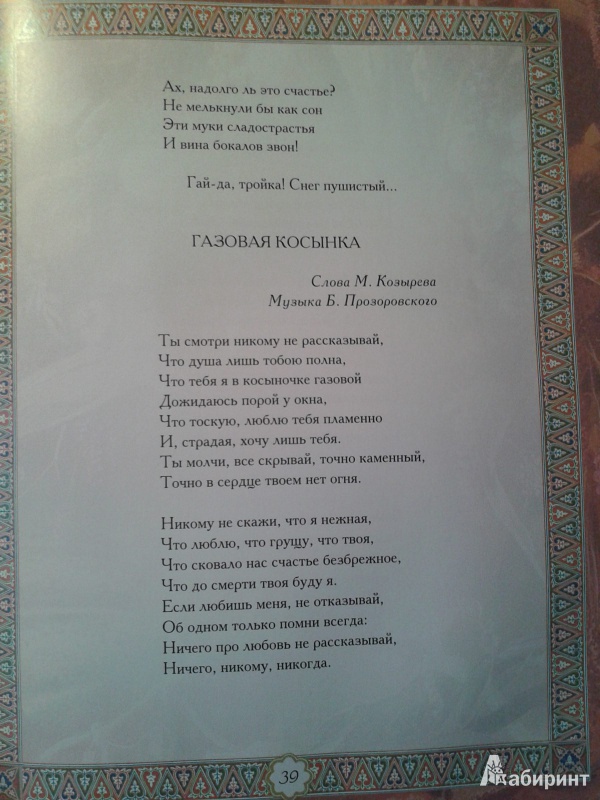 Ах, надолго ль это счастье?
Не мелькнули бы как сон
Эти муки сладострастья
И вина бокалов звон!
Гай-да, тройка! Снег пушистый...
ГАЗОВАЯ КОСЫНКА
Слова М. Козырева
Музыка Б. Прозоровского
Ты смотри никому не рассказывай,
Что душа лишь тобою полна,
Что тебя я в косыночке газовой
Дожидаюсь порой у окна,
Что тоскую, люблю тебя пламенно
И, страдая, хочу лишь тебя.
Ты молчи, все скрывай, точно каменный,
Точно в сердце твоем нет огня.
Никому не скажи, что я нежная,
Что люблю, что грущу, что твоя,
Что сковало нас счастье безбрежное,
Что до смерти твоя буду я.
Если любишь меня, не отказывай,
Об одном только помни всегда:
Ничего про любовь не рассказывай,
Ничего, никому, никогда.
39
Лабиринт